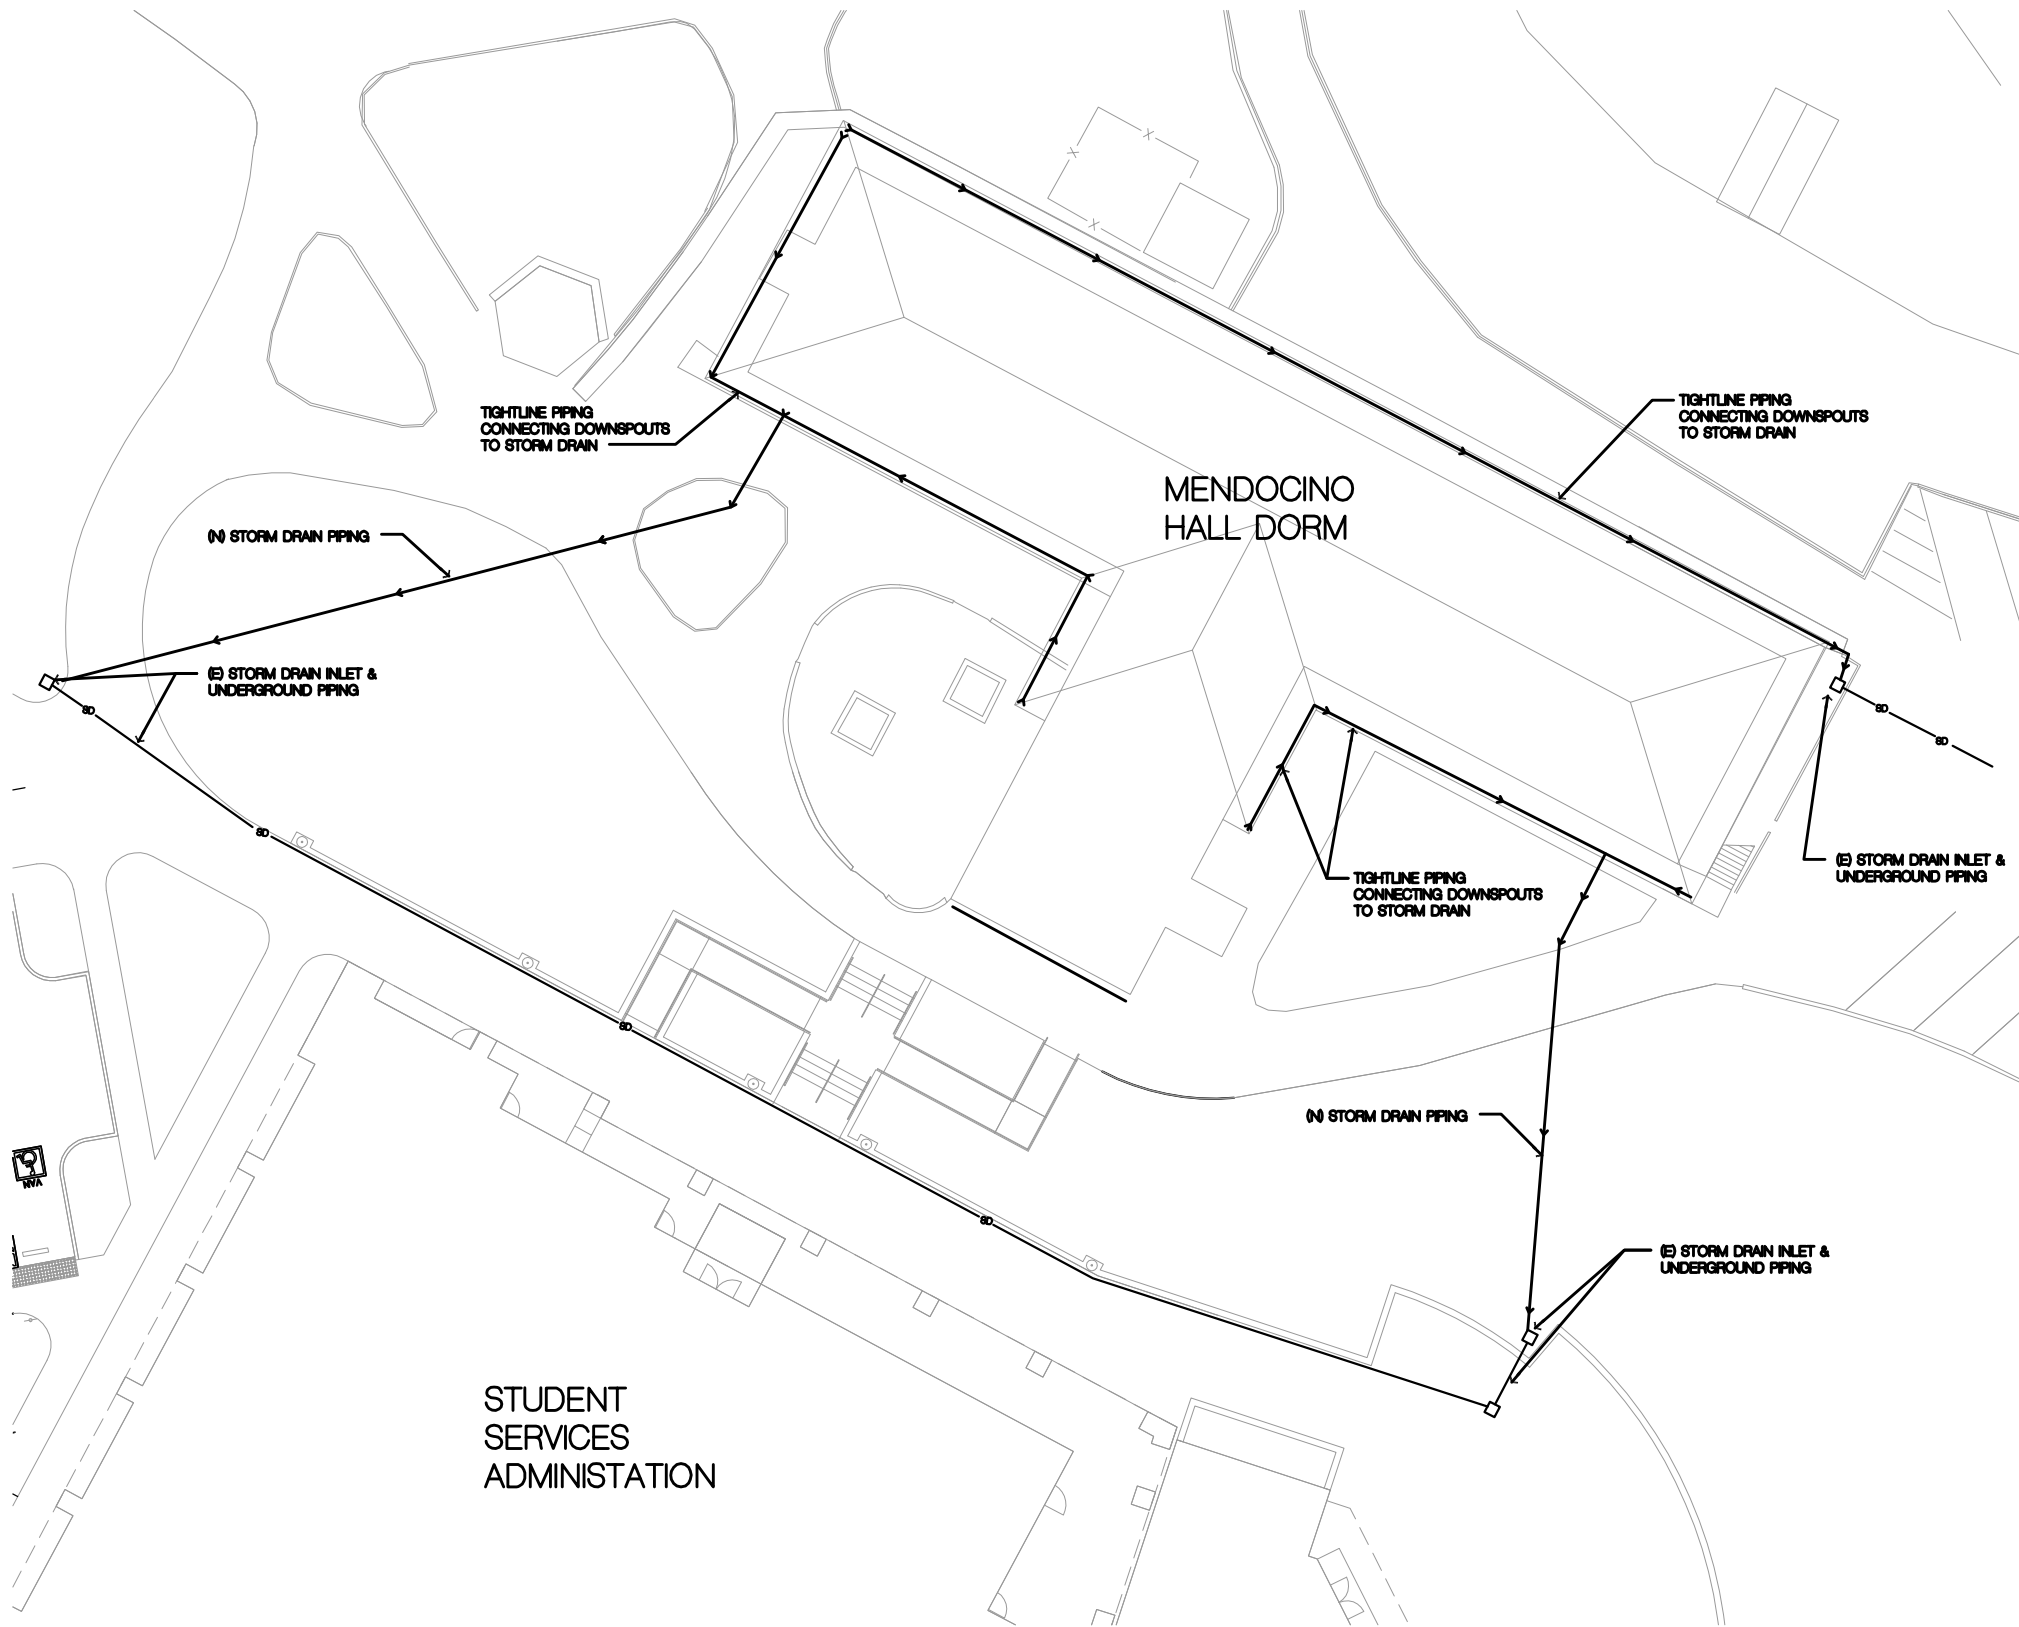 TIGHTLINE PIPING
CONNECTING DOWNSPOUTS
TO STORM DRAIN
TIGHTLINE PIPING
CONNECTING DOWNSPOUTS
TO STORM DRAIN
MENDOCINO
HALL DORM
(N) STORM DRAIN PIPING
(E) STORM DRAIN INLET &
UNDERGROUND PIPING
SD
SD
SD
SD
TIGHTLINE PIPING
CONNECTING DOWNSPOUTS
TO STORM DRAIN
(E) STORM DRAIN INLET &
UNDERGROUND PIPING
SD
(N) STORM DRAIN PIPING
VAN
SD
(E) STORM DRAIN INLET &
UNDERGROUND PIPING
STUDENT
SERVICES
ADMINISTATION